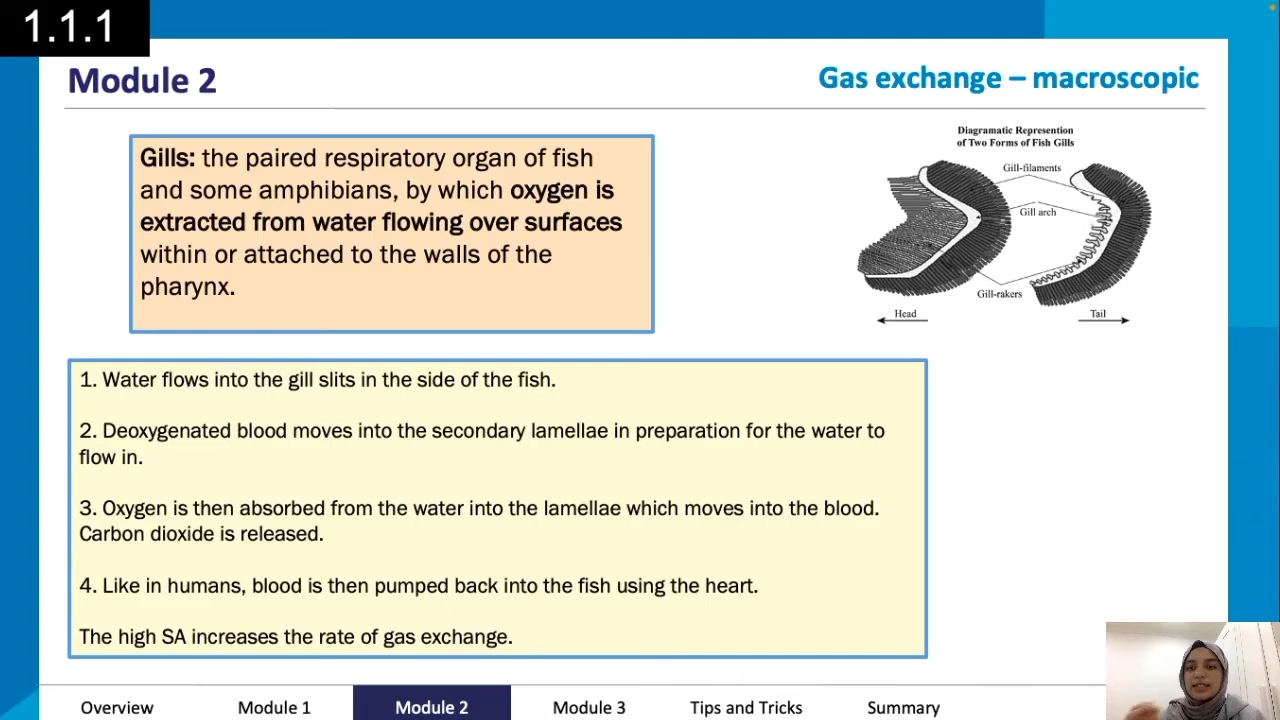 1.1.1
Module 2
Gas exchange – macroscopic
Gills: the paired respiratory organ of fish
and some amphibians, by which oxygen is
extracted from water flowing over surfaces
within or attached to the walls of the
pharynx.
Diagramatic Represention
of Two Forms of Fish Gills
Gill-filaments
Gill arch
Gill-rakers
Head
Tail
1. Water flows into the gill slits in the side of the fish.
2. Deoxygenated blood moves into the secondary lamellae in preparation for the water to
flow in.
3. Oxygen is then absorbed from the water into the lamellae which moves into the blood.
Carbon dioxide is released.
4. Like in humans, blood is then pumped back into the fish using the heart.
The high SA increases the rate of gas exchange.
Overview
Module 1
Module 2
Module 3
Tips and Tricks
Summary